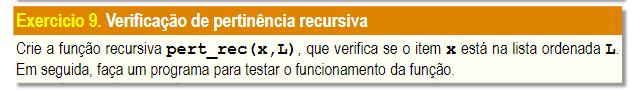 Exercício 9. Verificação de pertinência recursiva
Crie a função recursiva pert_rec(x,L), que verifica se o item x está na lista ordenada L.
Em seguida, faça um programa para testar o funcionamento da função.